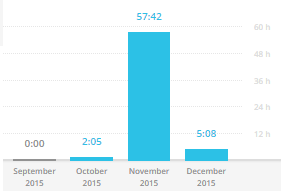 57:42
60 h
48 h
36 h
24 h
0:00
2:05
5:08
12 h
September
October
November
December
2015
2015
2015
2015